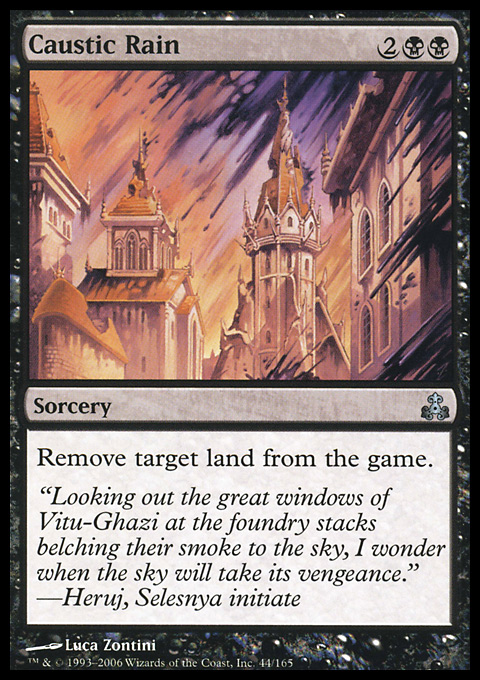 Caustic Rain 2
Sorcery
Remove target land from the game.
“Looking out the great windows of
Vitu-Ghazi at the foundry stacks
belching their smoke to the sky, I wonder
when the sky will take its vengeance.”
—Heruj, Selesnya initiate
Luca Zontini
™ & © 1993–2006 Wizards of the Coast, Inc. 44/165